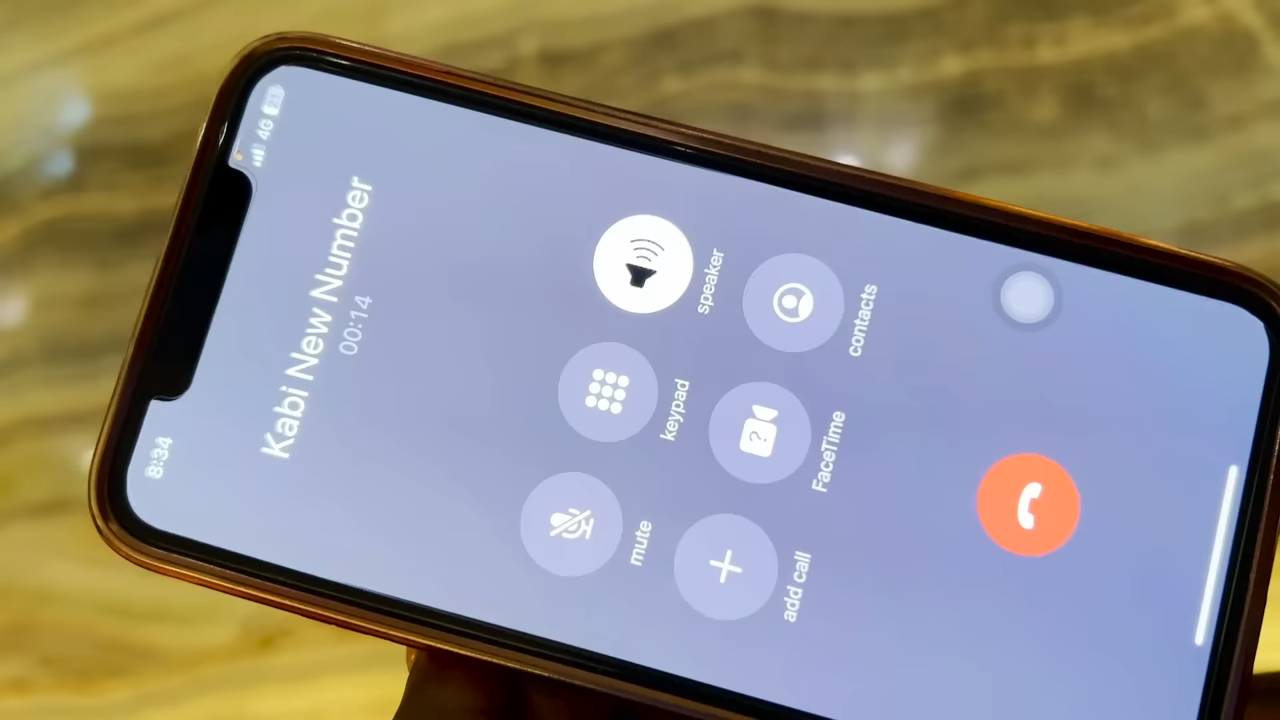 8:34
4G
Kabi New Number
00:14
mute
keypad
speaker
add call
FaceTime
contacts